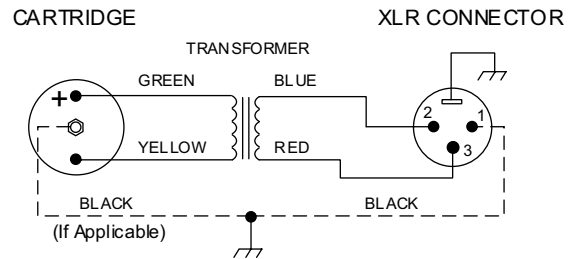 CARTRIDGE
XLR CONNECTOR
TRANSFORMER
GREEN
BLUE
+
2
1
3
YELLOW
RED
BLACK
BLACK
(If Applicable)